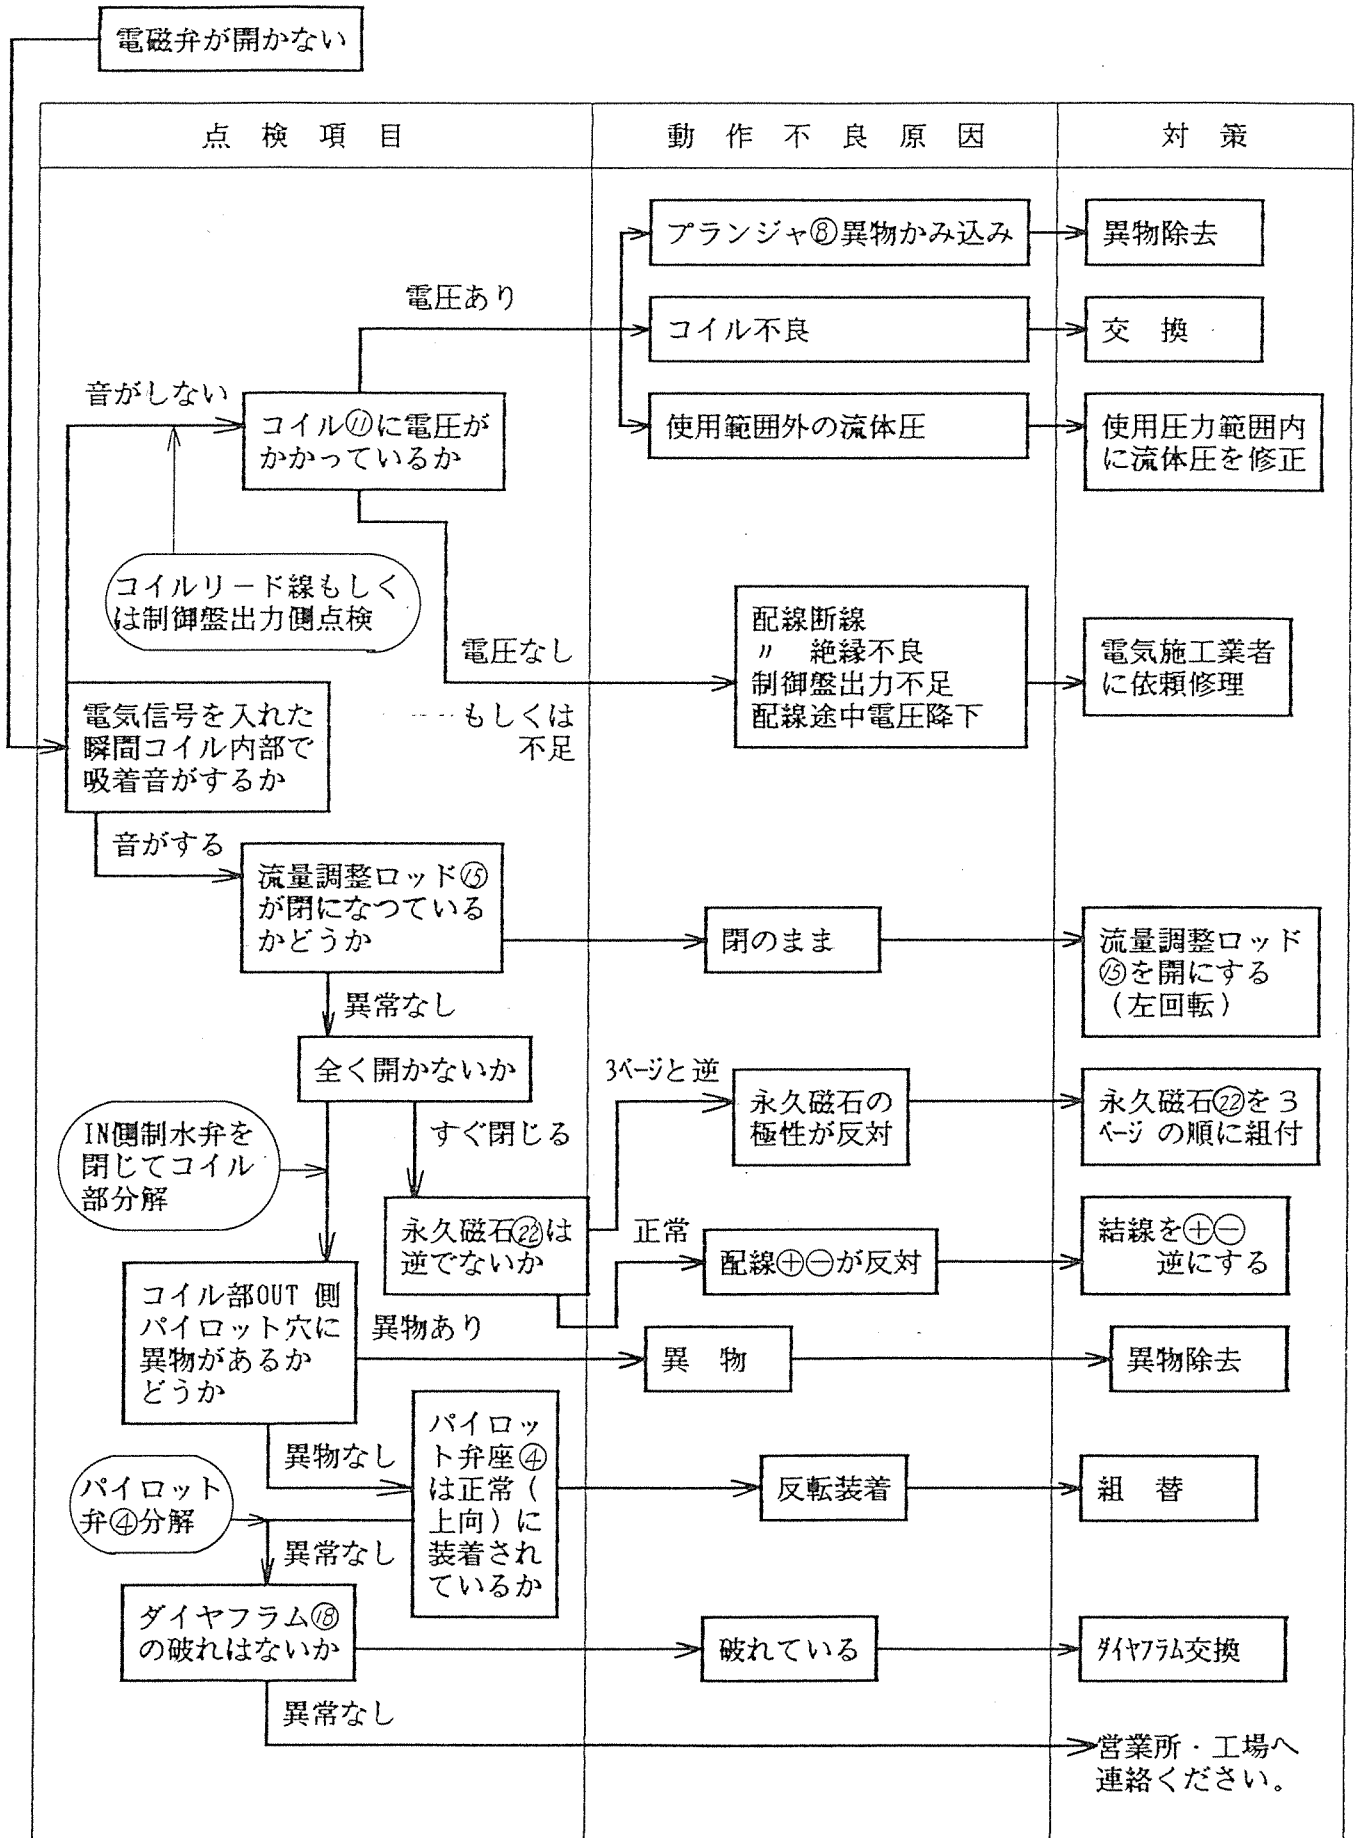 電磁弁が開かない
点検項目
動作不良原因
対策
プランジャ⑧異物かみ込み
異物除去
電圧あり
コイル不良
交換
音がしない
コイル⑪に電圧が
かかっているか
使用範囲外の流体圧
使用圧力範囲内
に流体圧を修正
コイルリード線もしく
は制御盤出力側点検
電圧なし
もしくは
不足
配線断線
〃 絶縁不良
制御盤出力不足
配線途中電圧降下
電気施工業者
に依頼修理
電気信号を入れた
瞬間コイル内部で
吸着音がするか
音がする
流量調整ロッド⑮
が閉になつている
かどうか
閉のまま
流量調整ロッド
⑮を開にする
(左回転)
異常なし
全く開かないか
3ページと逆
永久磁石の
極性が反対
永久磁石㉒を3
ページの順に組付
すぐ閉じる
IN側制水弁を
閉じてコイル
部分解
永久磁石㉒は
逆でないか
正常
配線⊕⊖が反対
結線を⊕⊖
逆にする
コイル部OUT 側
パイロット穴に
異物があるか
どうか
異物あり
異物
異物除去
異物なし
パイロッ
ト弁座④
は正常(
上向)に
装着され
ているか
反転装着
組替
パイロット
弁④分解
異常なし
ダイヤフラム⑱
の破れはないか
破れている
ダイヤフラム交換
異常なし
営業所・工場へ
連絡ください。